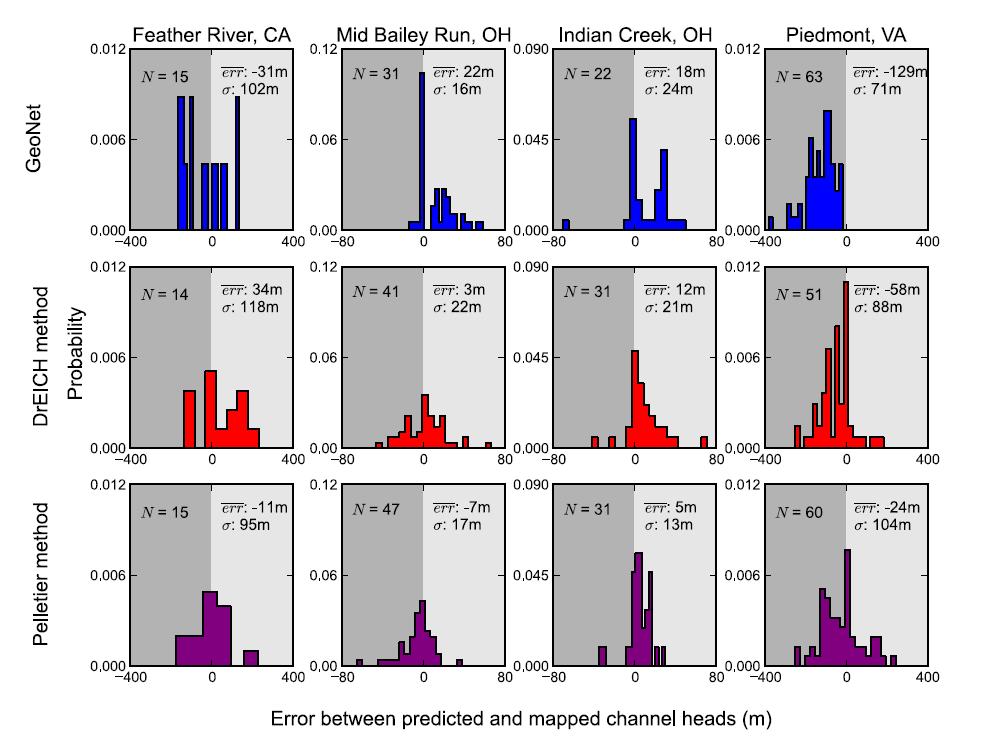 Feather River, CA
Mid Bailey Run, OH
Indian Creek, OH
Piedmont, VA
GeoNet
0.012
0.006
0.000
−400 0 400
N = 15
err: -31m
σ: 102m
0.12
0.06
0.00
−80 0 80
N = 31
err: 22m
σ: 16m
0.090
0.045
0.000
−80 0 80
N = 22
err: 18m
σ: 24m
0.012
0.006
0.000
−400 0 400
N = 63
err: -129m
σ: 71m
DrEICH method
Probability
0.012
0.006
0.000
−400 0 400
N = 14
err: 34m
σ: 118m
0.12
0.06
0.00
−80 0 80
N = 41
err: 3m
σ: 22m
0.090
0.045
0.000
−80 0 80
N = 31
err: 12m
σ: 21m
0.012
0.006
0.000
−400 0 400
N = 51
err: -58m
σ: 88m
Pelletier method
0.012
0.006
0.000
−400 0 400
N = 15
err: -11m
σ: 95m
0.12
0.06
0.00
−80 0 80
N = 47
err: -7m
σ: 17m
0.090
0.045
0.000
−80 0 80
N = 31
err: 5m
σ: 13m
0.012
0.006
0.000
−400 0 400
N = 60
err: -24m
σ: 104m
Error between predicted and mapped channel heads (m)